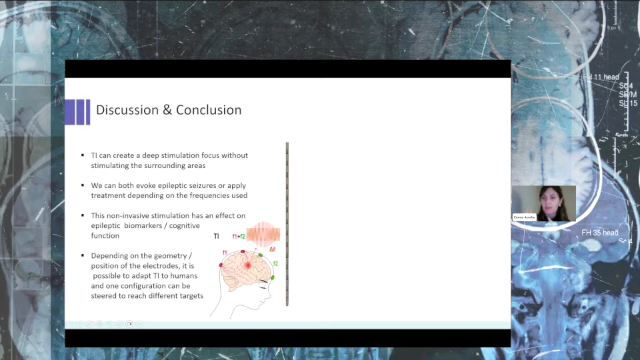 Discussion & Conclusion
▪ TI can create a deep stimulation focus without
stimulating the surrounding areas
▪ We can both evoke epileptic seizures or apply
treatment depending on the frequencies used
▪ This non-invasive stimulation has an effect on
epileptic biomarkers / cognitive
function
▪ Depending on the geometry /
position of the electrodes, it is
possible to adapt TI to humans
and one configuration can be
steered to reach different targets
TI
f1+f2
AM
f1
f2
11 head
FH 35 head